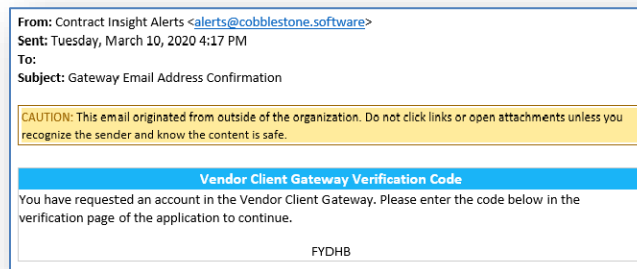 From: Contract Insight Alerts <alerts@cobblestone.software>
Sent: Tuesday, March 10, 2020 4:17 PM
To:
Subject: Gateway Email Address Confirmation
CAUTION: This email originated from outside of the organization. Do not click links or open attachments unless you
recognize the sender and know the content is safe.
Vendor Client Gateway Verification Code
You have requested an account in the Vendor Client Gateway. Please enter the code below in the
verification page of the application to continue.
FYDHB